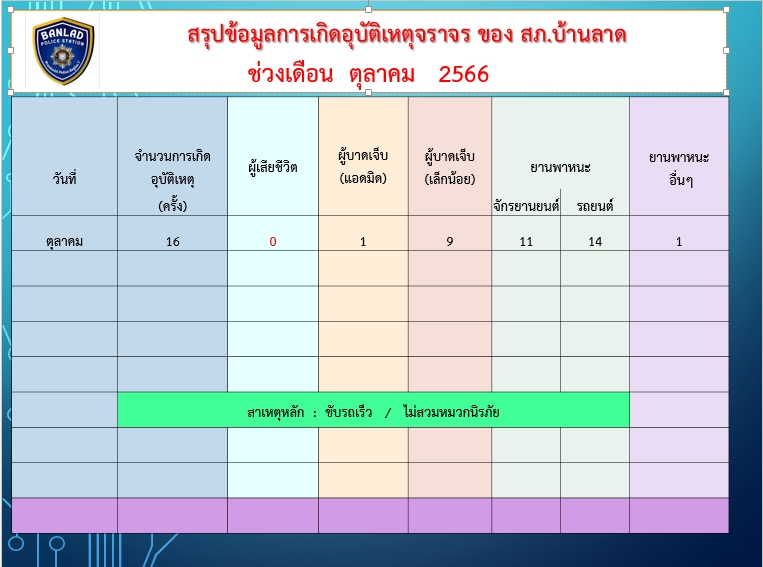 BANLAD
POLICE STATION
สรุปข้อมูลการเกิดอุบัติเหตุจราจร ของ สภ.บ้านลาด
ช่วงเดือน ตุลาคม 2566
วันที่
จำนวนการเกิด
อุบัติเหตุ
(ครั้ง)
ผู้เสียชีวิต
ผู้บาดเจ็บ
(แอดมิด)
ผู้บาดเจ็บ
(เล็กน้อย)
ยานพาหนะ
จักรยานยนต์ รถยนต์
ยานพาหนะ
อื่นๆ
ตุลาคม 16 0 1 9 11 14 1
สาเหตุหลัก : ขับรถเร็ว / ไม่สวมหมวกนิรภัย